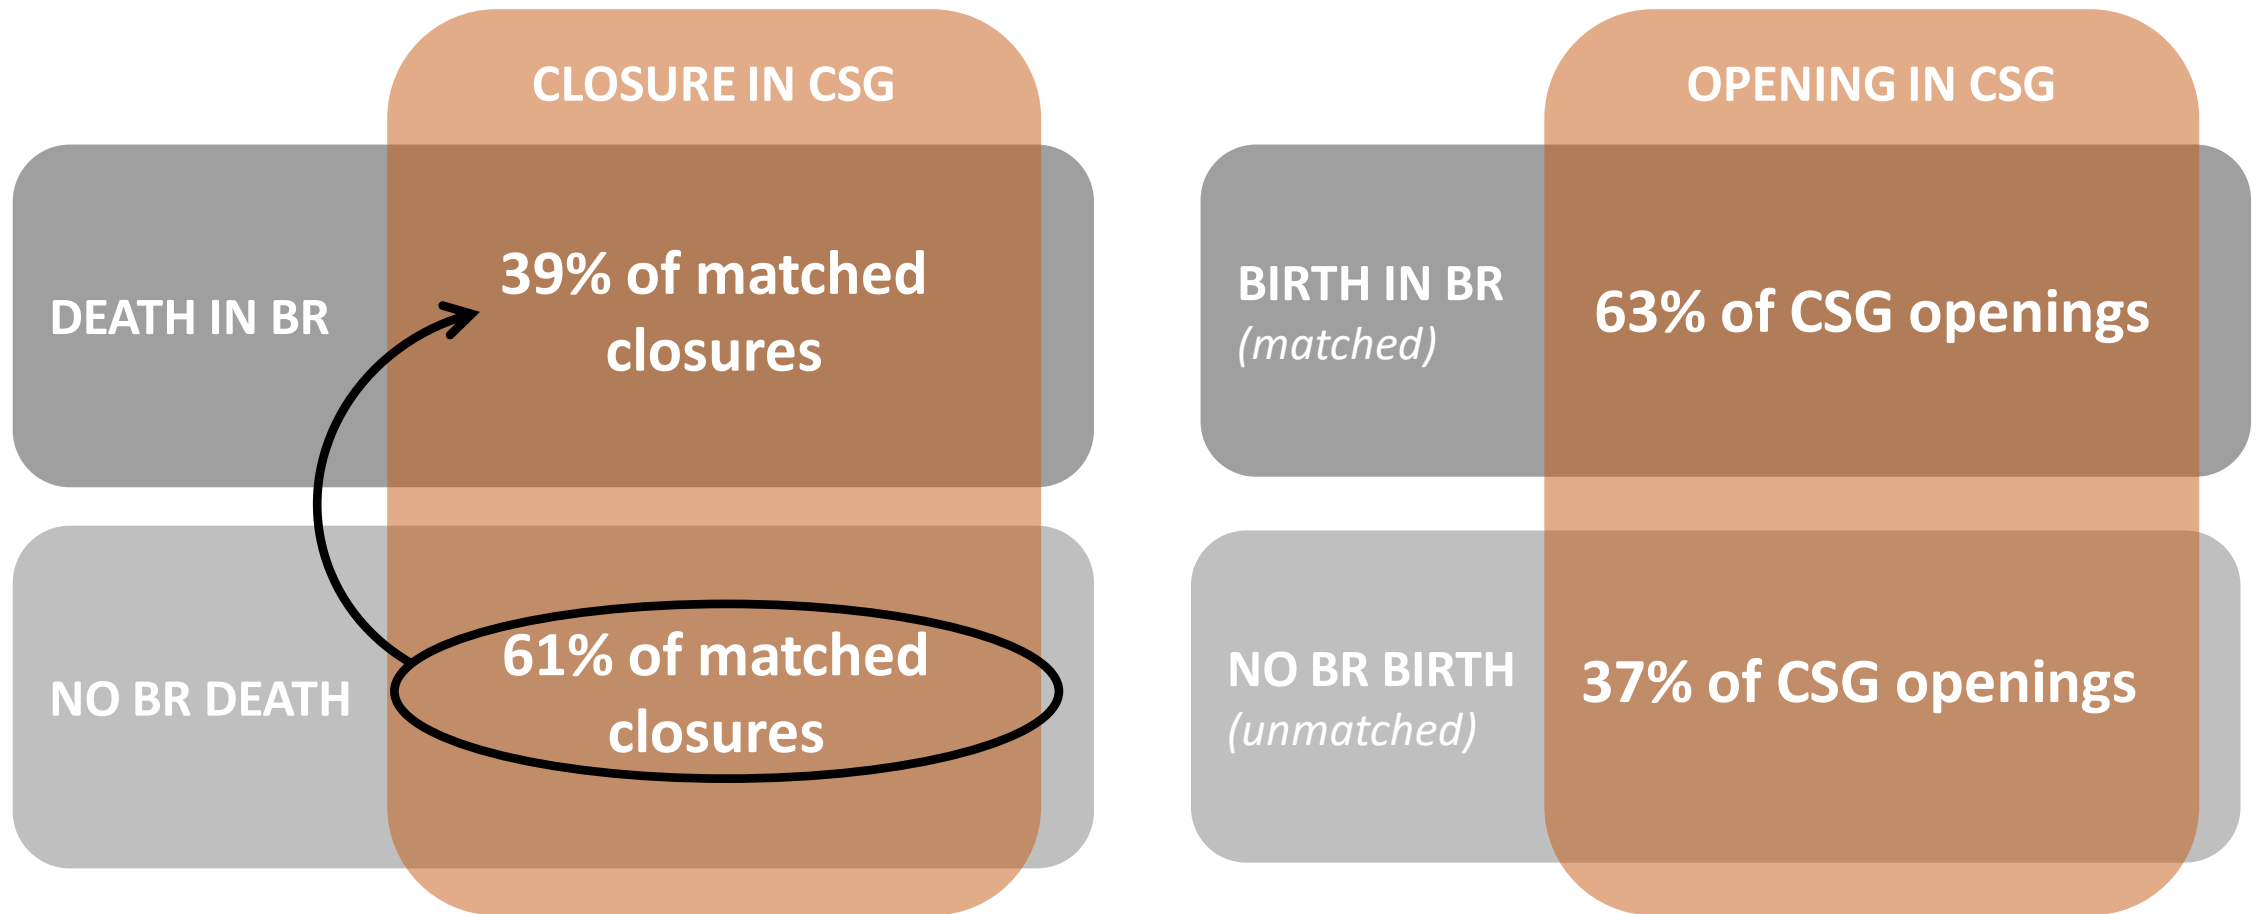 CLOSURE IN CSG
DEATH IN BR
39% of matched
closures
NO BR DEATH
61% of matched
closures
OPENING IN CSG
BIRTH IN BR
(matched)
63% of CSG openings
NO BR BIRTH
(unmatched)
37% of CSG openings